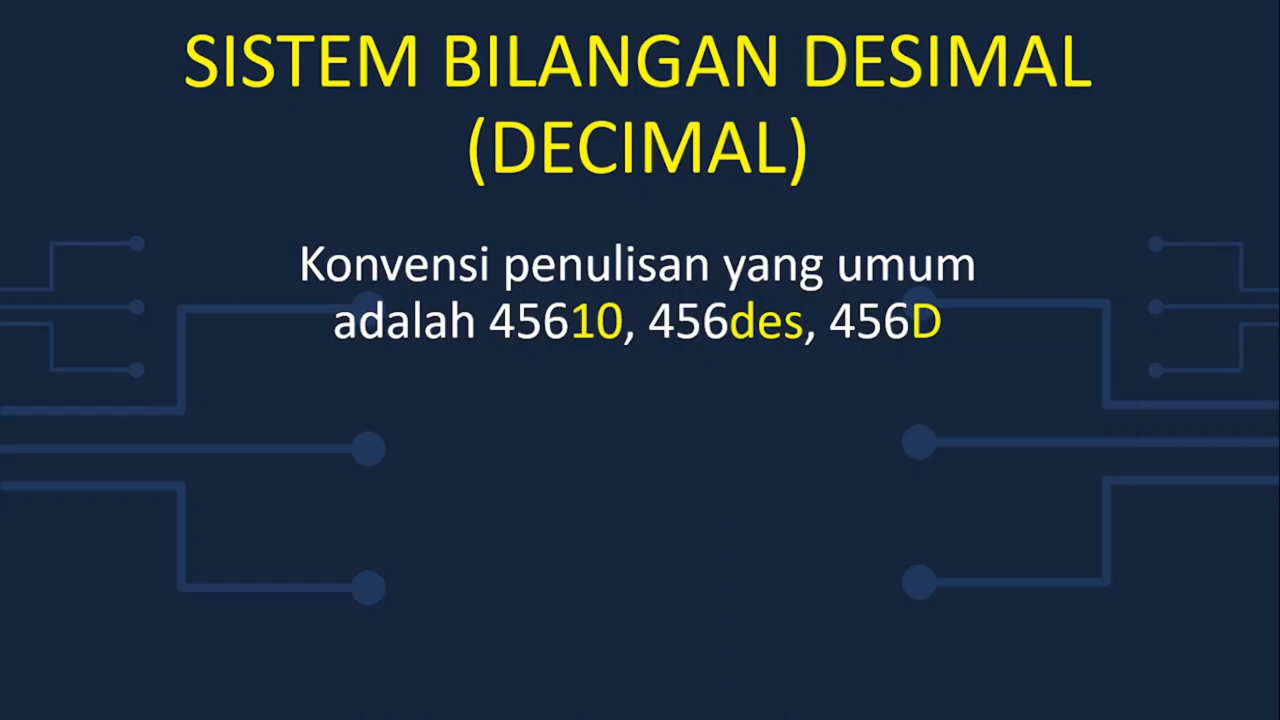 SISTEM BILANGAN DESIMAL
(DECIMAL)
Konvensi penulisan yang umum
adalah 45610, 456des, 456D